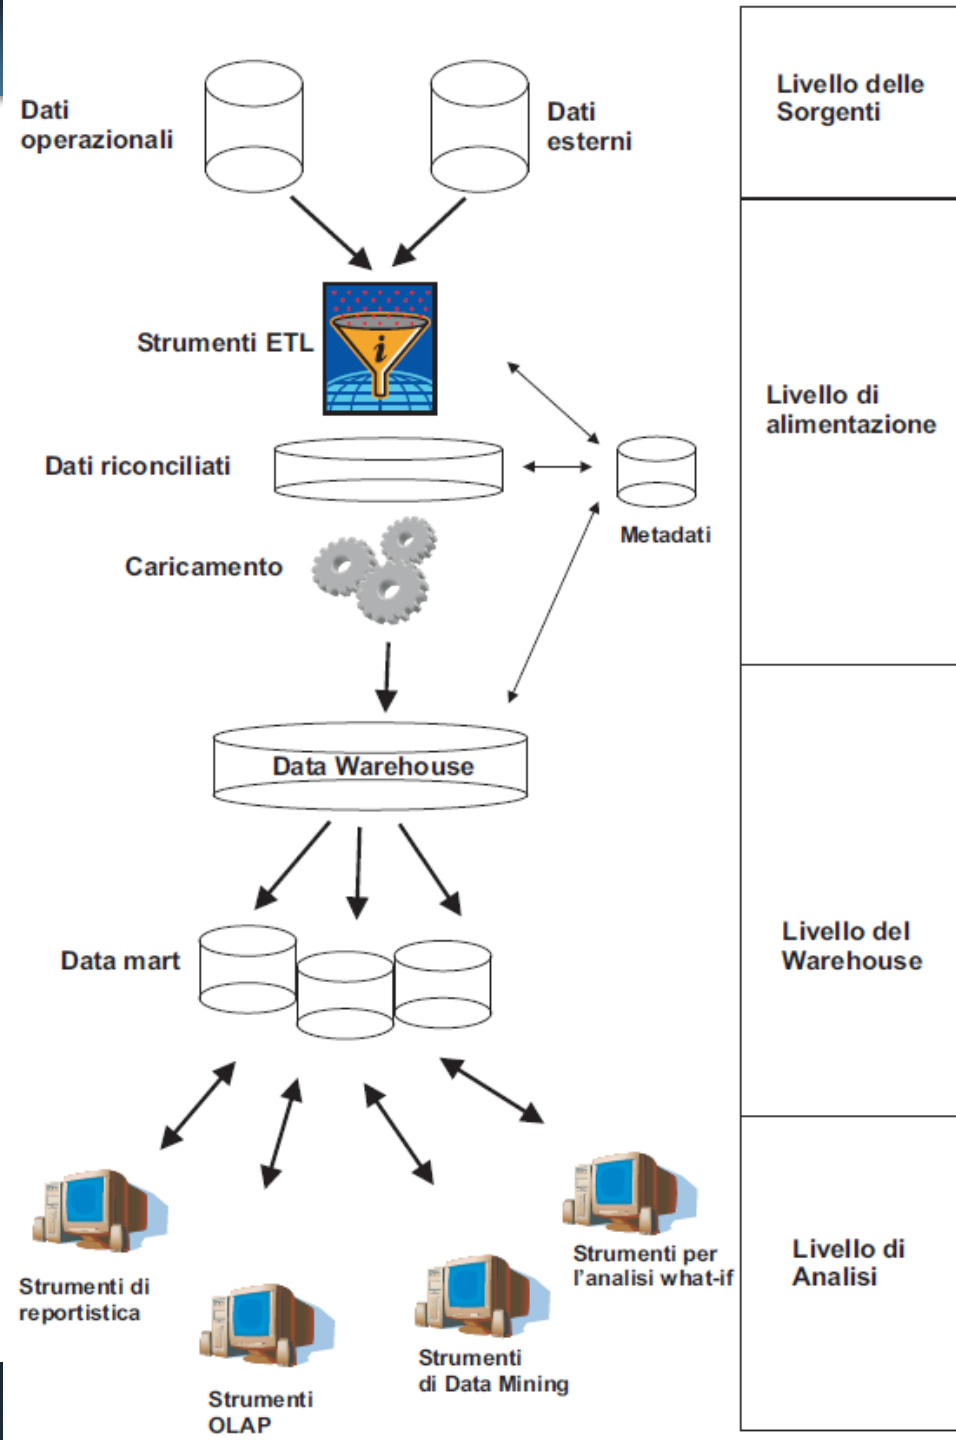 Dati
operazionali
Dati
esterni
Livello delle
Sorgenti
Strumenti ETL
i
Livello di
alimentazione
Dati riconciliati
Metadati
Caricamento
Data Warehouse
Data mart
Livello del
Warehouse
Strumenti di
reportistica
Strumenti
OLAP
Strumenti
di Data Mining
Strumenti per
l'analisi what-if
Livello di
Analisi